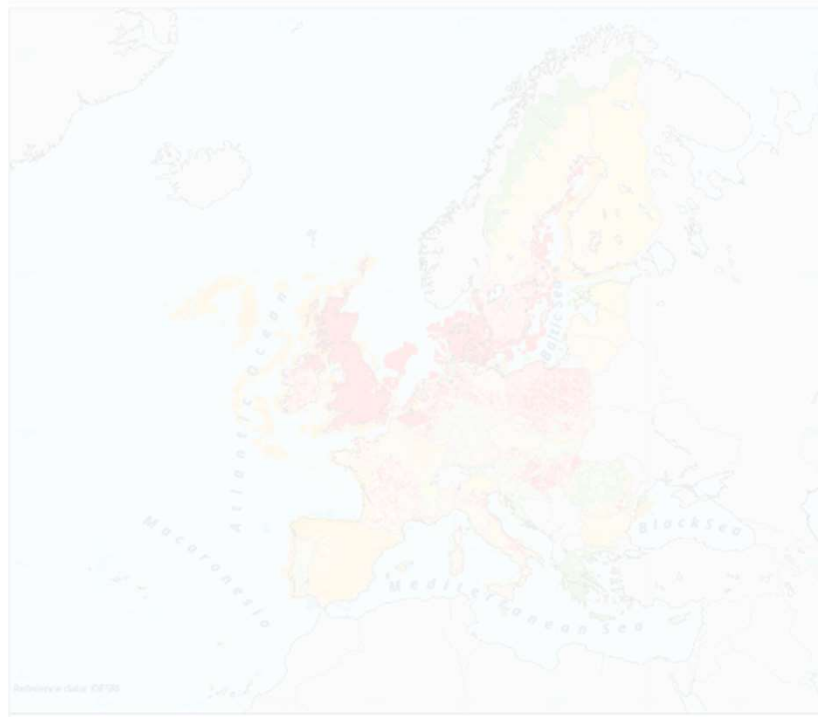 Atlantic Ocean
Baltic Sea
Macaronesia
Black Sea
Mediterranean Sea